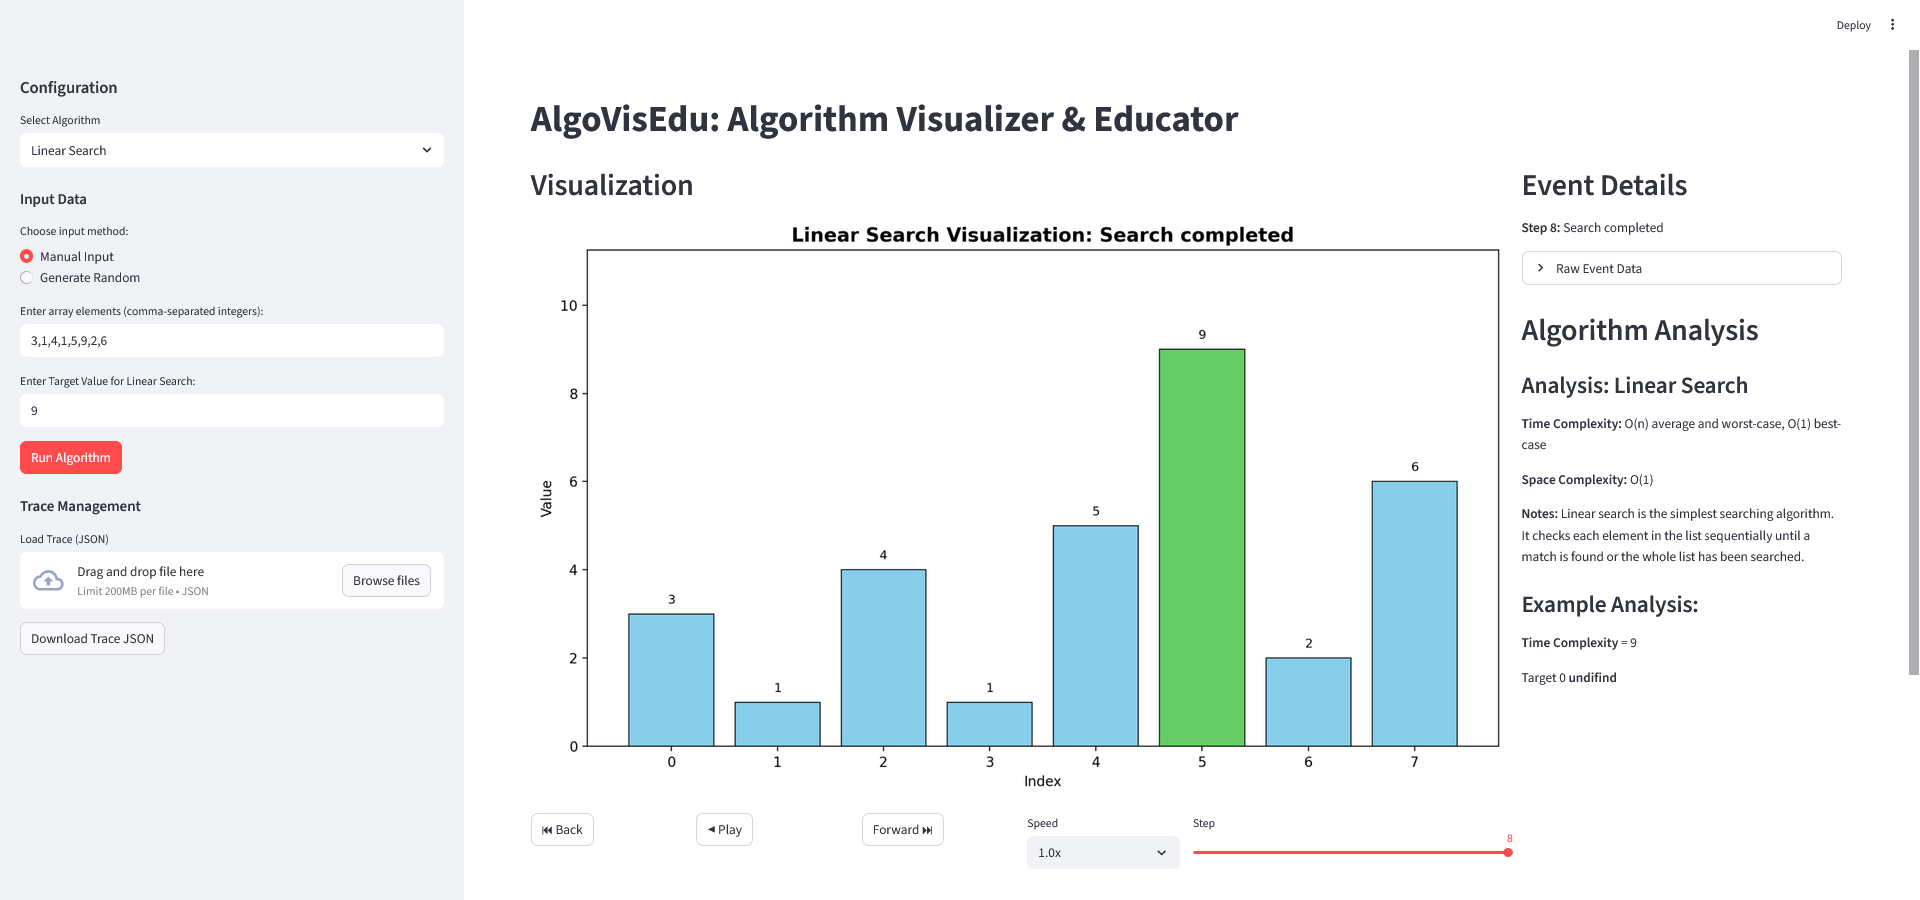 Deploy
Configuration
Select Algorithm
Linear Search
Input Data
Choose input method:
Manual Input
Generate Random
Enter array elements (comma-separated integers):
3,1,4,1,5,9,2,6
Enter Target Value for Linear Search:
9
Run Algorithm
Trace Management
Load Trace (JSON)
Drag and drop file here
Limit 200MB per file • JSON
Browse files
Download Trace JSON
AlgoVisEdu: Algorithm Visualizer & Educator
Visualization
Linear Search Visualization: Search completed
10
8
6
4
2
0
Value
3
1
4
1
5
9
2
6
0 1 2 3 4 5 6 7
Index
Back
Play
Forward
Speed
1.0x
Step
8
Event Details
Step 8: Search completed
Raw Event Data
Algorithm Analysis
Analysis: Linear Search
Time Complexity: O(n) average and worst-case, O(1) best-
case
Space Complexity: O(1)
Notes: Linear search is the simplest searching algorithm.
It checks each element in the list sequentially until a
match is found or the whole list has been searched.
Example Analysis:
Time Complexity = 9
Target 0 undifind